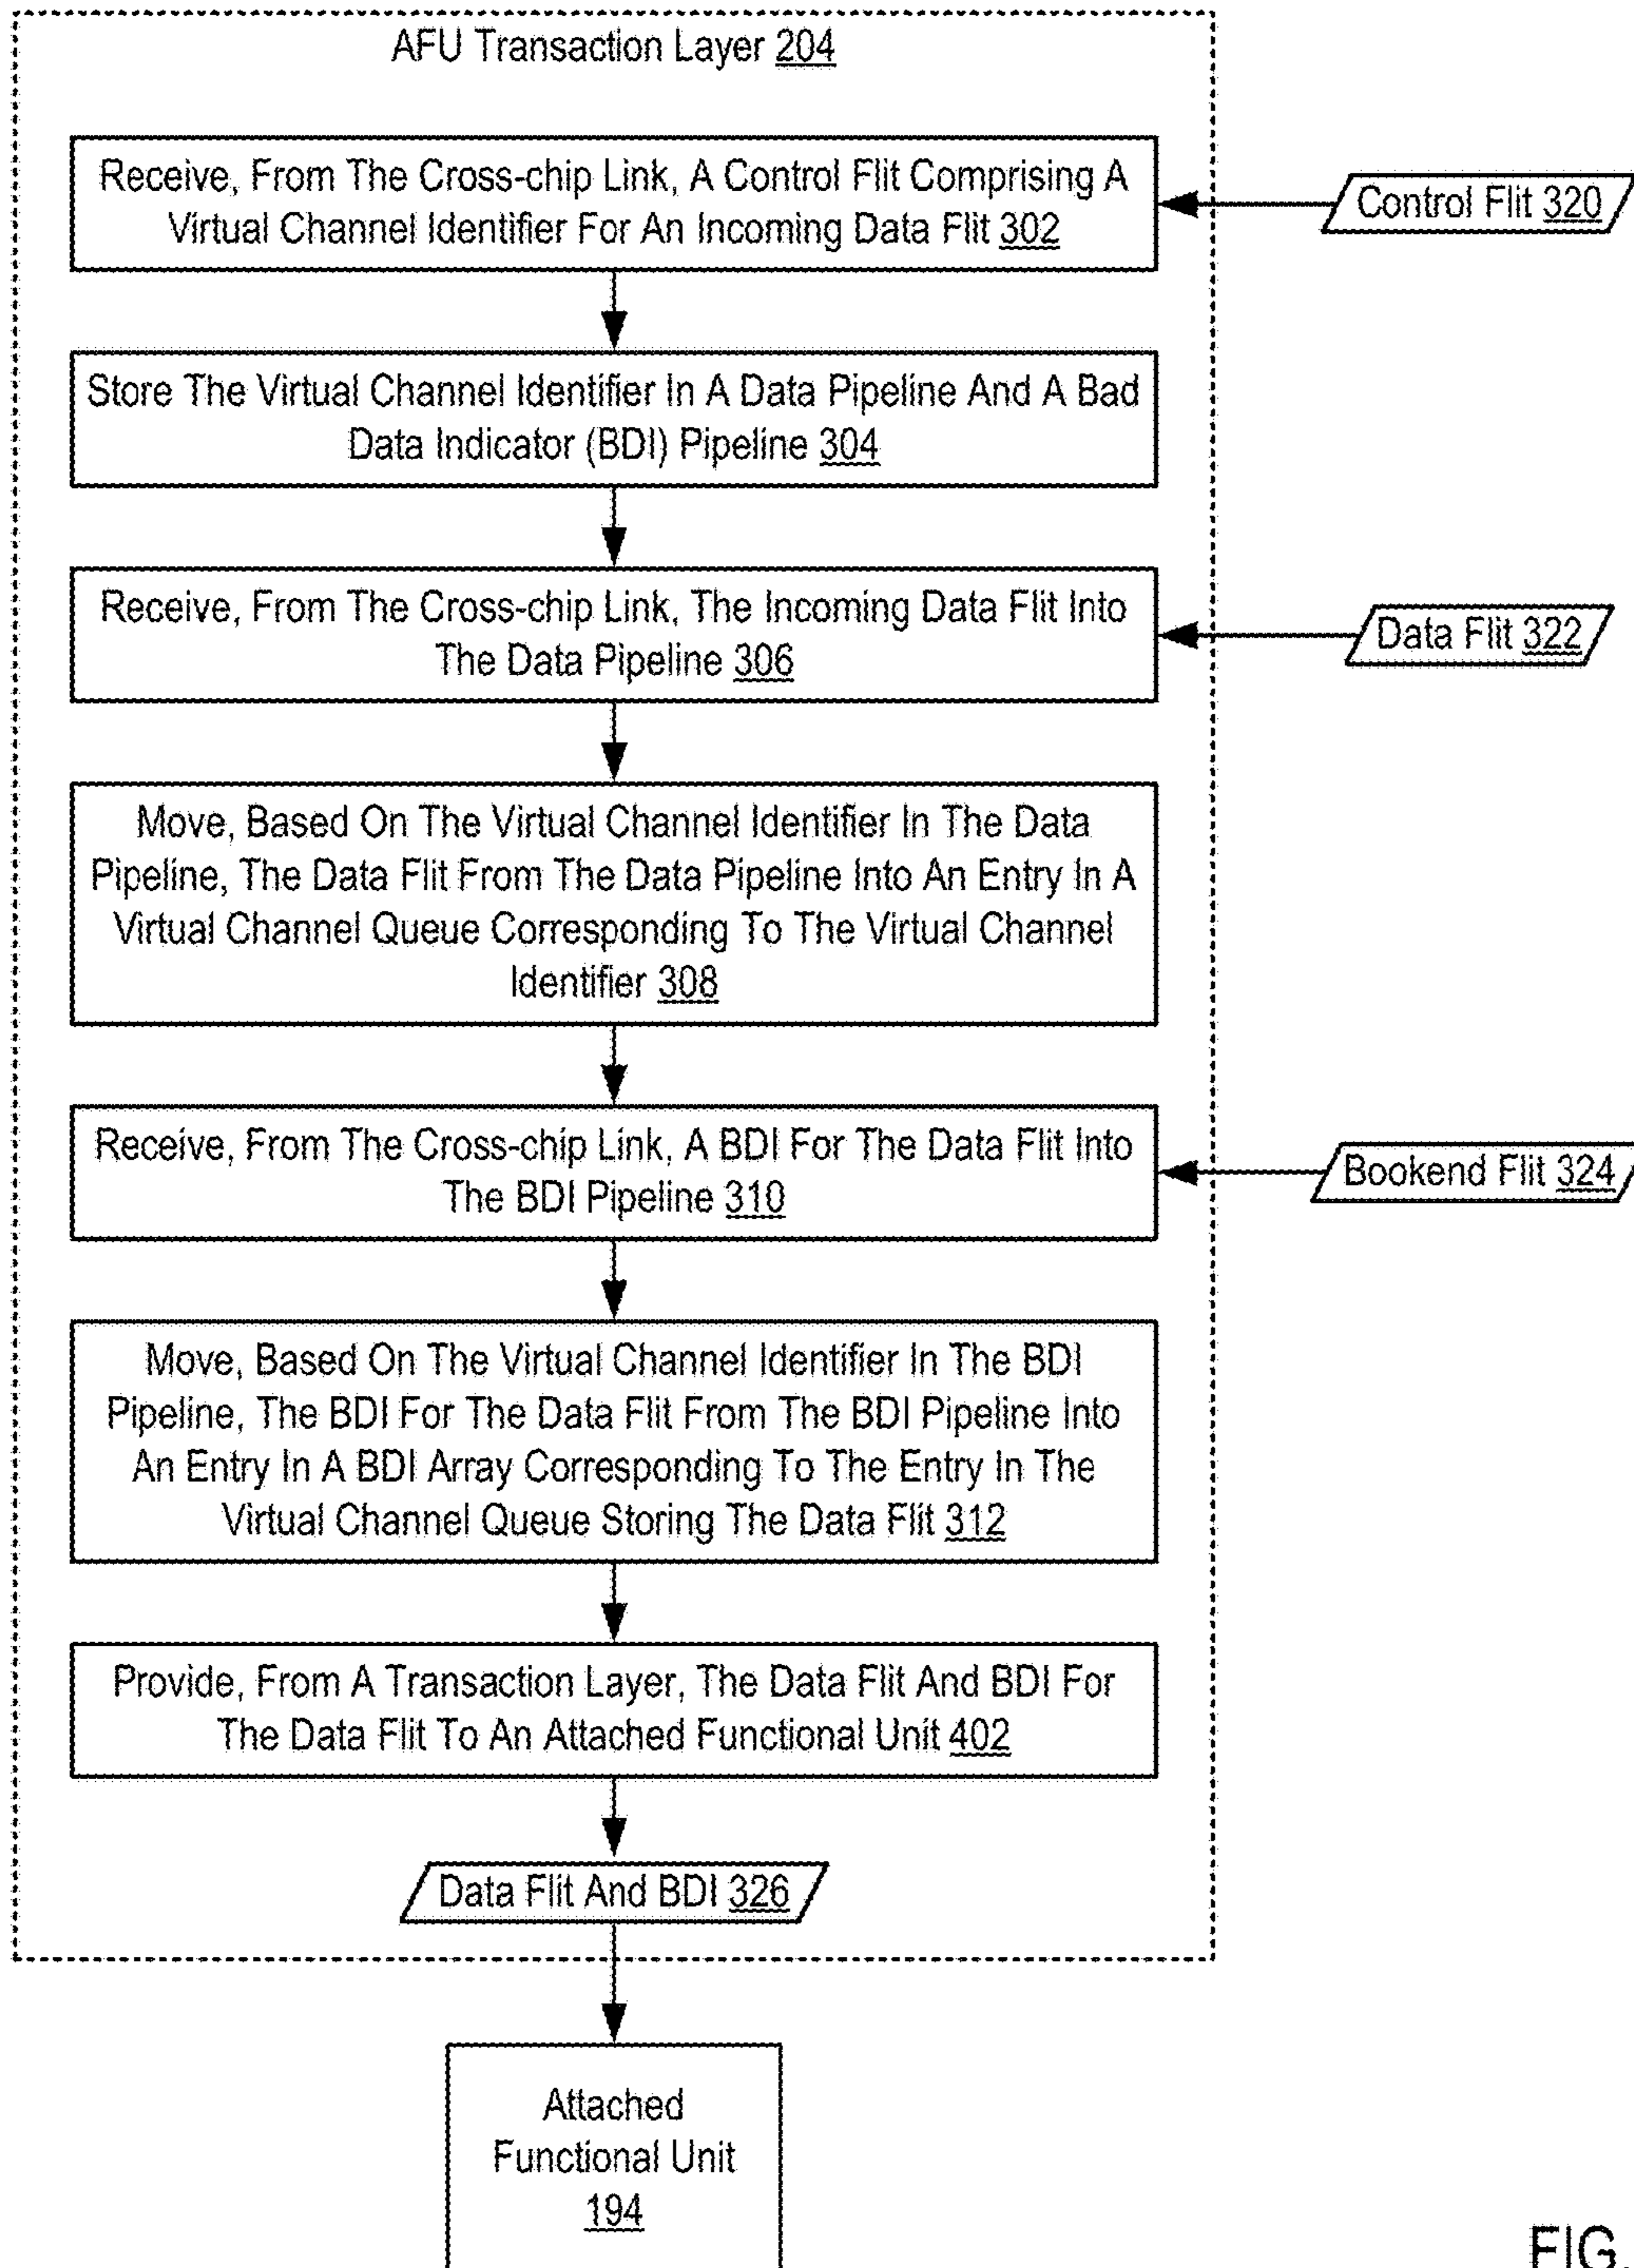 AFU Transaction Layer 204
Receive, From The Cross-chip Link, A Control Flit Comprising A
Virtual Channel Identifier For An Incoming Data Flit 302
Control Flit 320
Store The Virtual Channel Identifier In A Data Pipeline And A Bad
Data Indicator (BDI) Pipeline 304
Receive, From The Cross-chip Link, The Incoming Data Flit Into
The Data Pipeline 306
Data Flit 322
Move, Based On The Virtual Channel Identifier In The Data
Pipeline, The Data Flit From The Data Pipeline Into An Entry In A
Virtual Channel Queue Corresponding To The Virtual Channel
Identifier 308
Receive, From The Cross-chip Link, A BDI For The Data Flit Into
The BDI Pipeline 310
Bookend Flit 324
Move, Based On The Virtual Channel Identifier In The BDI
Pipeline, The BDI For The Data Flit From The BDI Pipeline Into
An Entry In A BDI Array Corresponding To The Entry In The
Virtual Channel Queue Storing The Data Flit 312
Provide, From A Transaction Layer, The Data Flit And BDI For
The Data Flit To An Attached Functional Unit 402
Data Flit And BDI 326
Attached
Functional Unit
194
FIG.